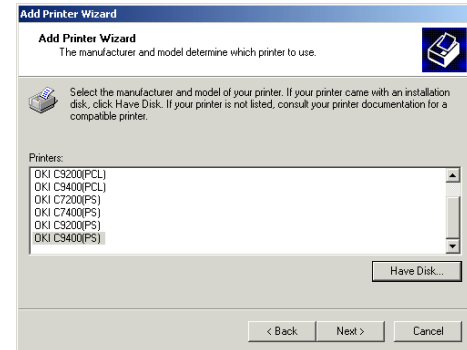 Add Printer Wizard
Add Printer Wizard
The manufacturer and model determine which printer to use.
Select the manufacturer and model of your printer. If your printer came with an installation
disk, click Have Disk. If your printer is not listed, consult your printer documentation for a
compatible printer.
Printers:
OKI C9200(PCL)
OKI C9400(PCL)
OKI C7200(PS)
OKI C7400(PS)
OKI C9200(PS)
OKI C9400(PS)
Have Disk...
< Back Next > Cancel